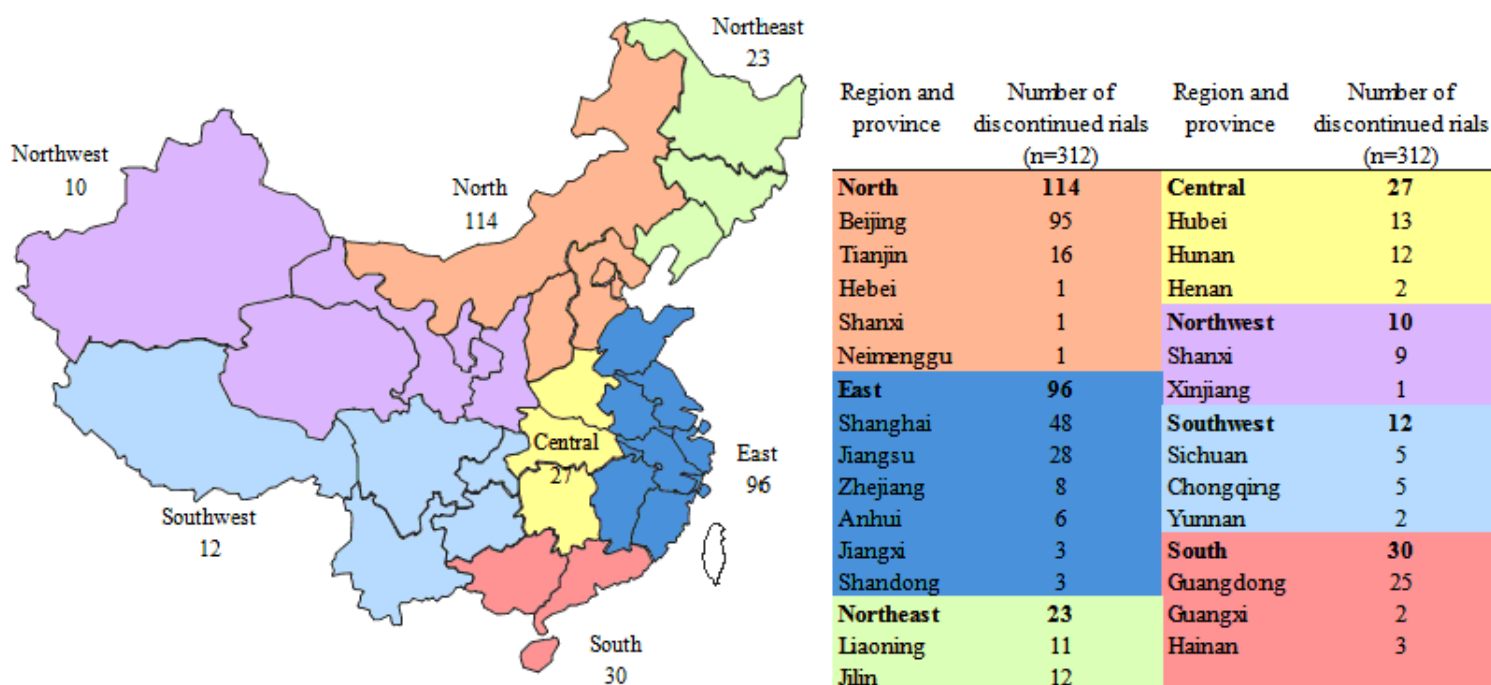 Northeast
23
Northwest
10
North
114
Central
27
East
96
Southwest
12
South
30
Region and province Number of discontinued rials (n=312) Region and province Number of discontinued rials (n=312)
North 114 Central 27
Beijing 95 Hubei 13
Tianjin 16 Hunan 12
Hebei 1 Henan 2
Shanxi 1 Northwest 10
Neimenggu 1 Shanxi 9
East 96 Xinjiang 1
Shanghai 48 Southwest 12
Jiangsu 28 Sichuan 5
Zhejiang 8 Chongqing 5
Anhui 6 Yunnan 2
Jiangxi 3 South 30
Shandong 3 Guangdong 25
Northeast 23 Guangxi 2
Liaoning 11 Hainan 3
Jilin 12